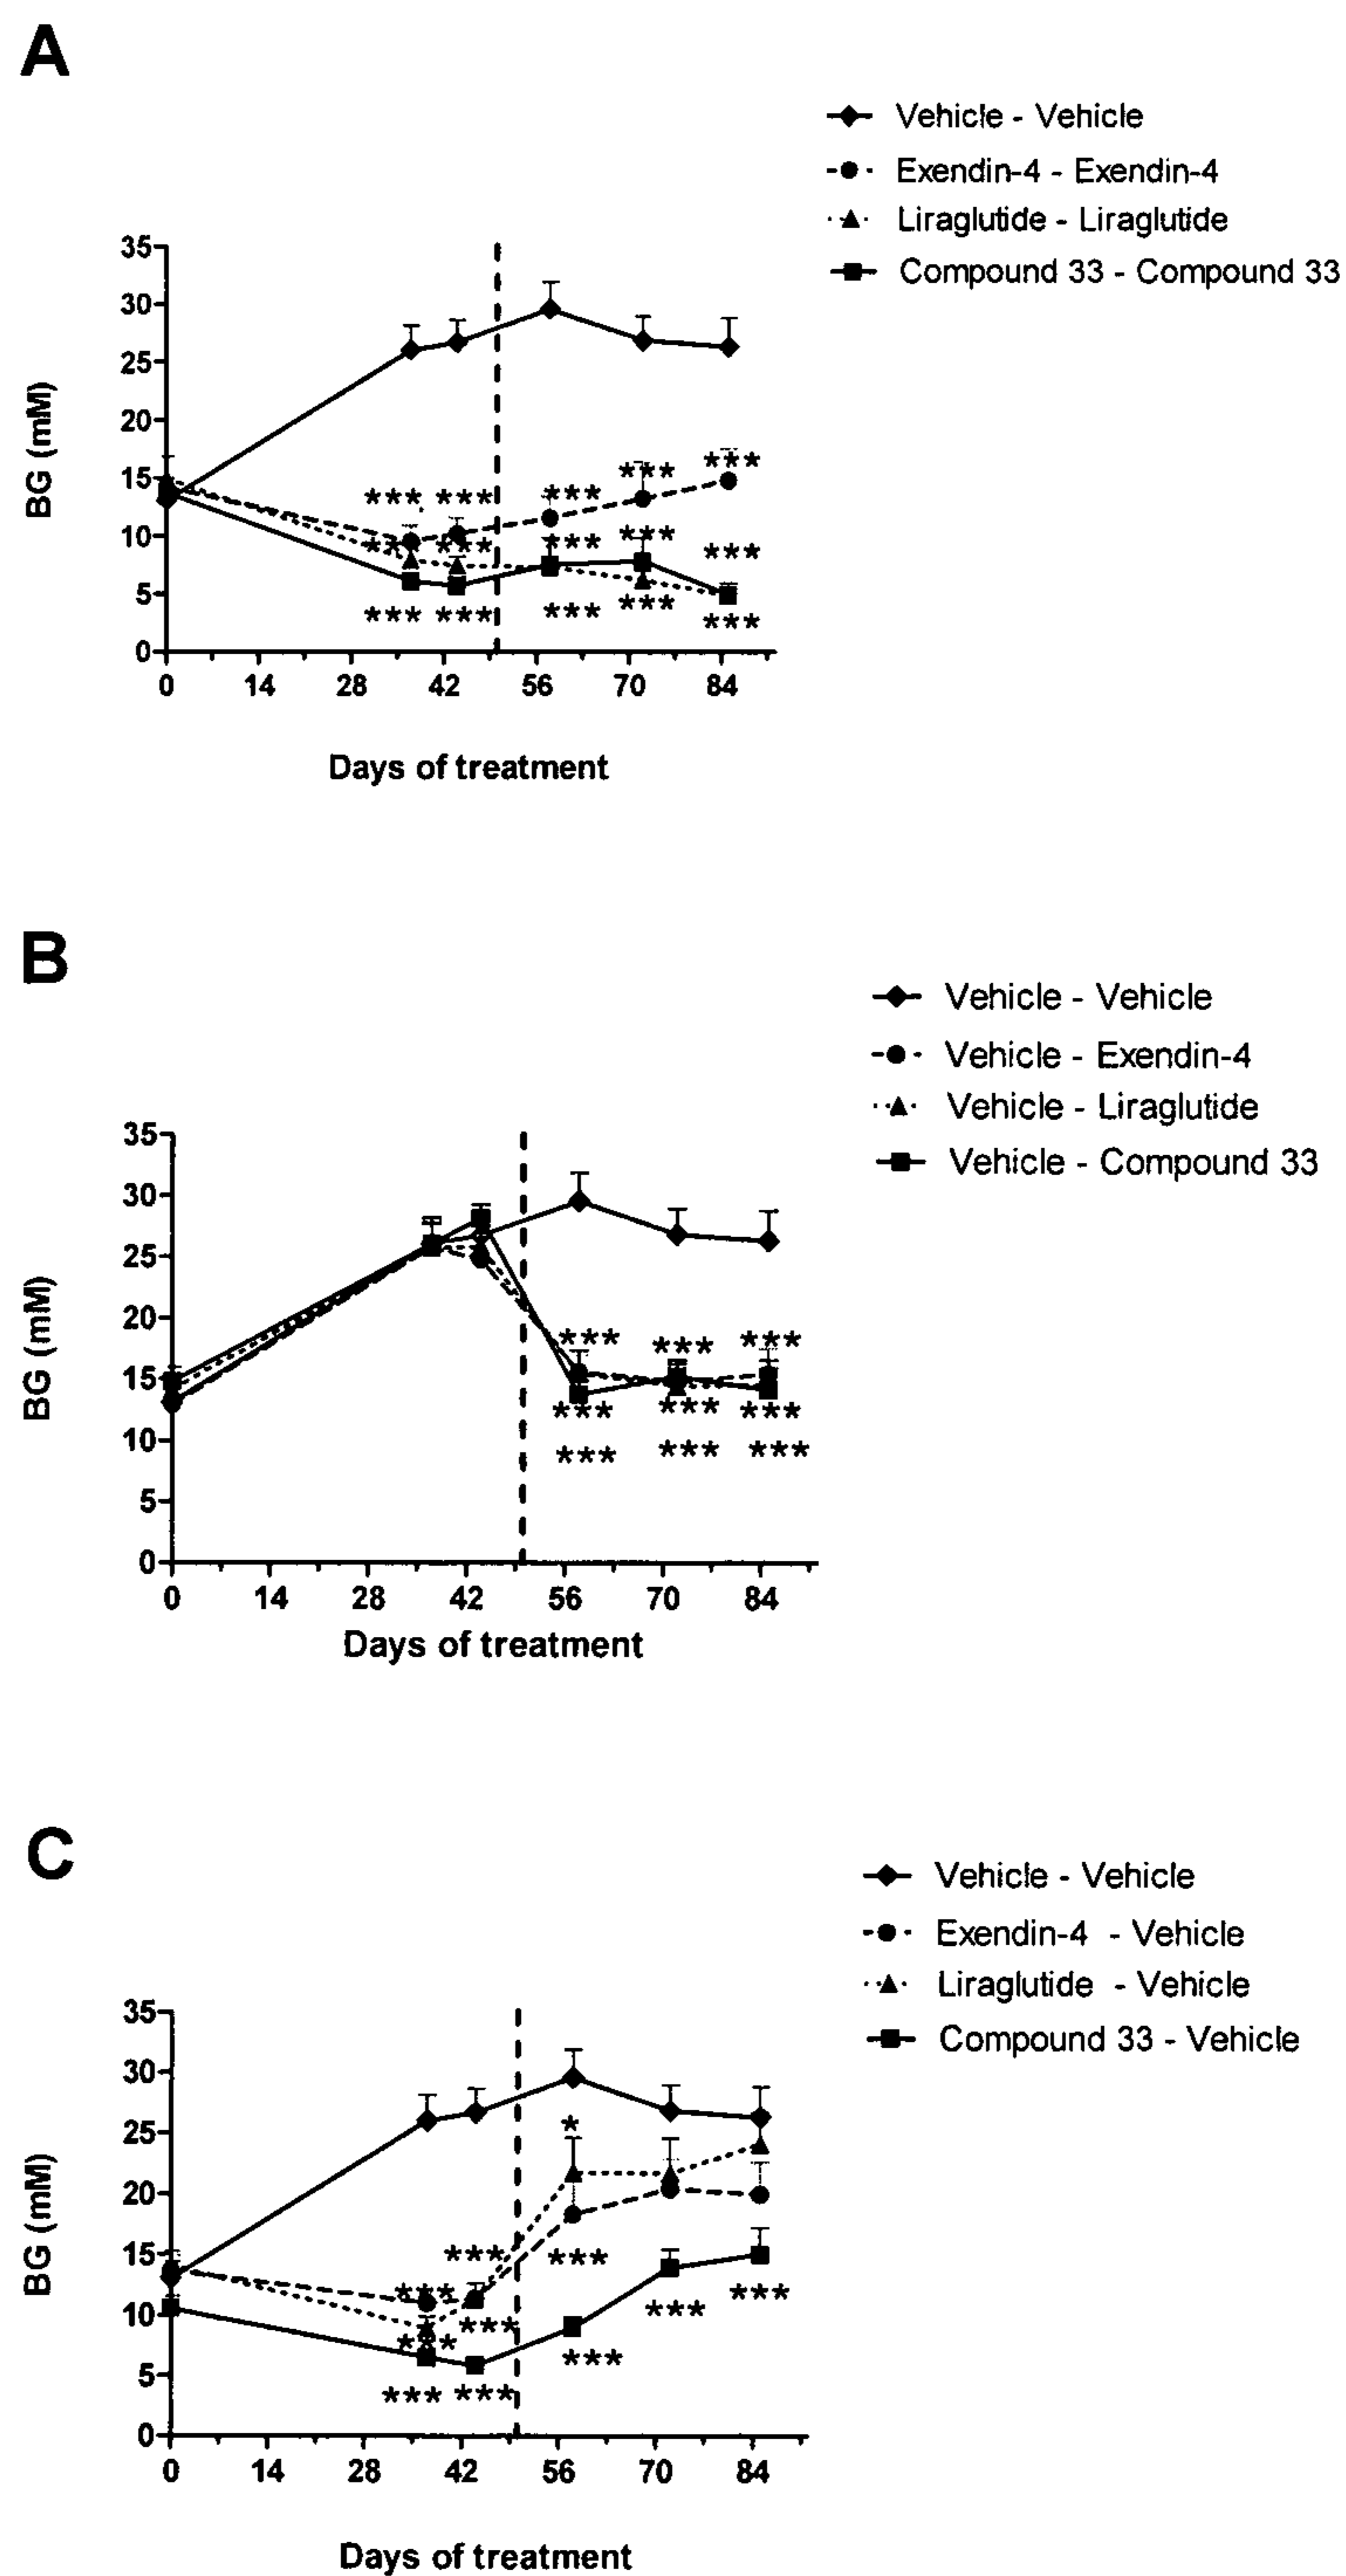 A
Vehicle - Vehicle
Exendin-4 - Exendin-4
Liraglutide - Liraglutide
Compound 33 - Compound 33
35
30
25
20
15
10
5
0
BG (mM)
*** ***
*** ***
*** ***
*** *** ***
*** ***
*** *** ***
***
0 14 28 42 56 70 84
Days of treatment
B
Vehicle - Vehicle
Vehicle - Exendin-4
Vehicle - Liraglutide
Vehicle - Compound 33
35
30
25
20
15
10
5
0
BG (mM)
*** *** ***
*** *** ***
*** *** ***
0 14 28 42 56 70 84
Days of treatment
C
Vehicle - Vehicle
Exendin-4 - Vehicle
Liraglutide - Vehicle
Compound 33 - Vehicle
35
30
25
20
15
10
5
0
BG (mM)
*
*** ***
*** ***
*** *** ***
*** *** ***
0 14 28 42 56 70 84
Days of treatment